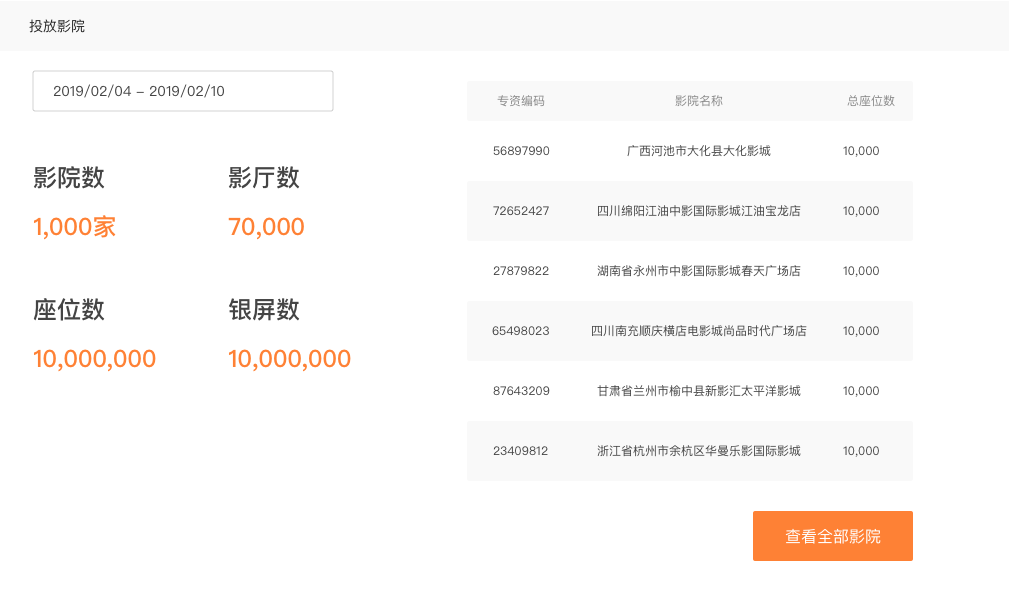 投放影院
2019/02/04 – 2019/02/10
影院数 影厅数
1,000家 70,000
座位数 银屏数
10,000,000 10,000,000
专资编码 影院名称 总座位数
56897990 广西河池市大化县大化影城 10,000
72652427 四川绵阳江油中影国际影城江油宝龙店 10,000
27879822 湖南省永州市中影国际影城春天广场店 10,000
65498023 四川南充顺庆横店电影城尚品时代广场店 10,000
87643209 甘肃省兰州市榆中县新影汇太平洋影城 10,000
23409812 浙江省杭州市余杭区华曼乐影国际影城 10,000
查看全部影院